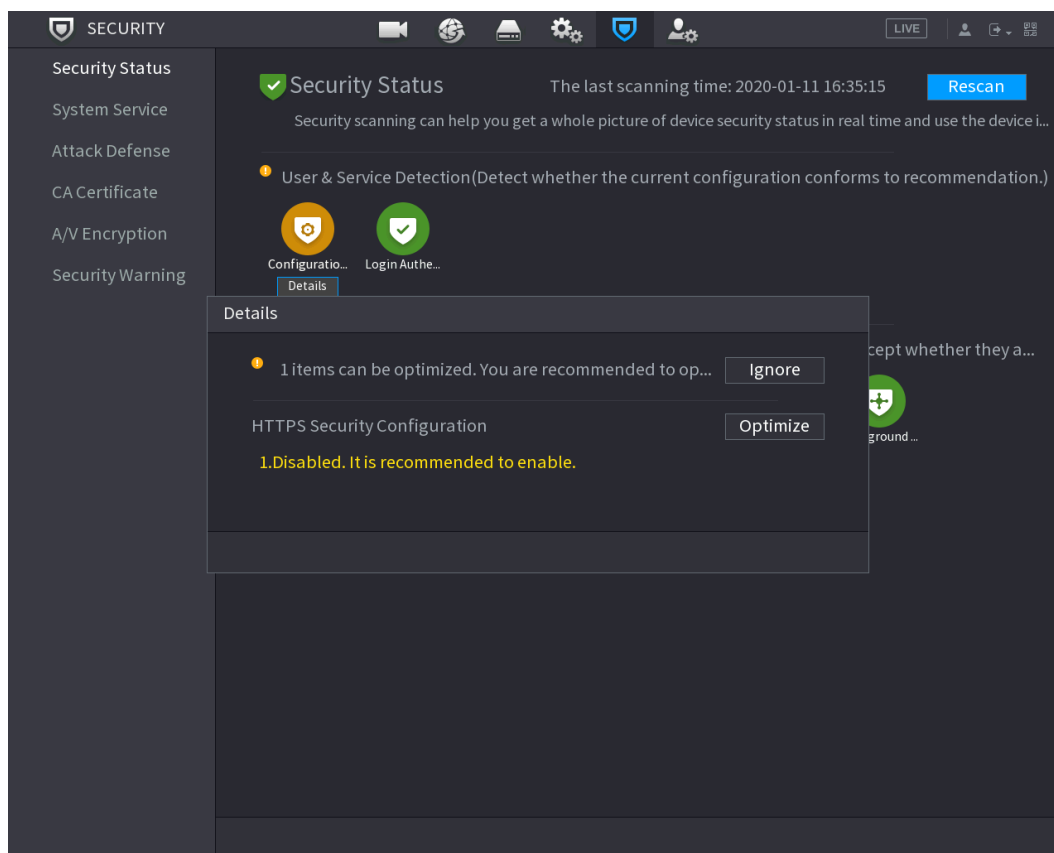 SECURITY
LIVE
Security Status
System Service
Attack Defense
CA Certificate
A/V Encryption
Security Warning
Security Status
The last scanning time: 2020-01-11 16:35:15
Rescan
Security scanning can help you get a whole picture of device security status in real time and use the device i...
User & Service Detection(Detect whether the current configuration conforms to recommendation.)
Configuratio...
Login Authe...
Details
cept whether they a...
ground ...
Details
1 items can be optimized. You are recommended to op...
Ignore
HTTPS Security Configuration
Optimize
1.Disabled. It is recommended to enable.